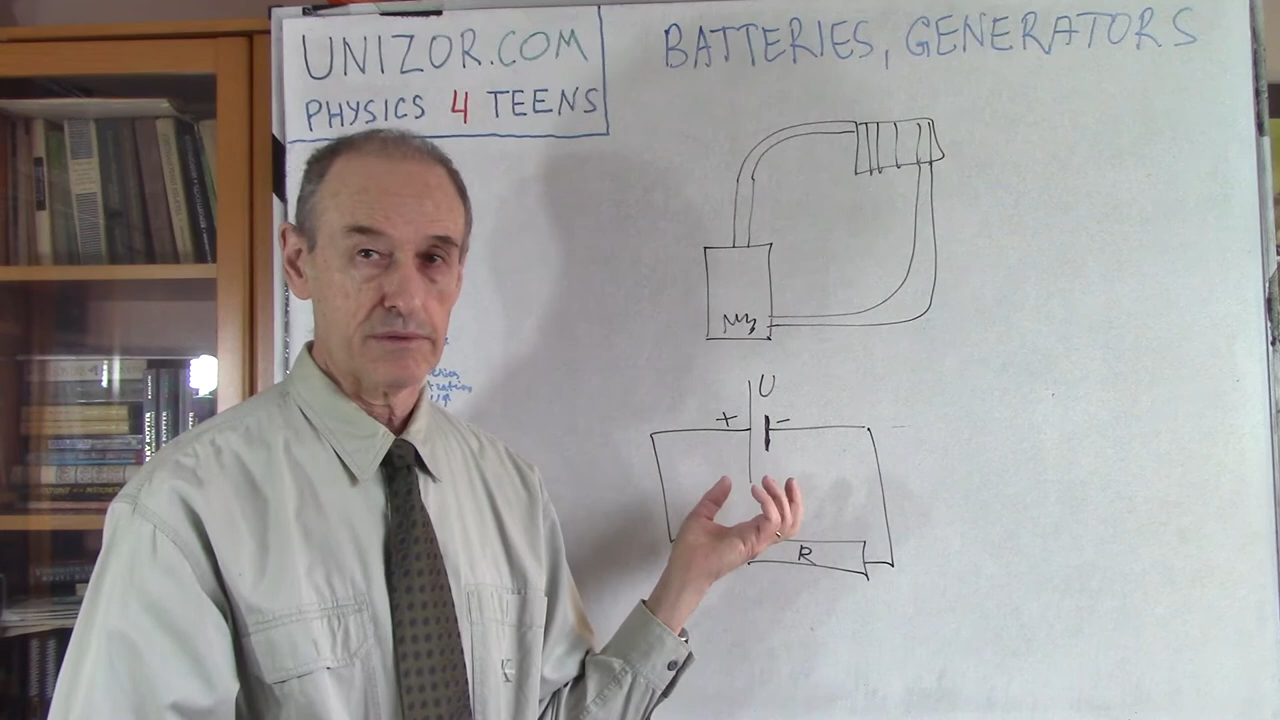 UNIZOR.COM
PHYSICS 4 TEENS
BATTERIES, GENERATORS
U
+ -
R
K